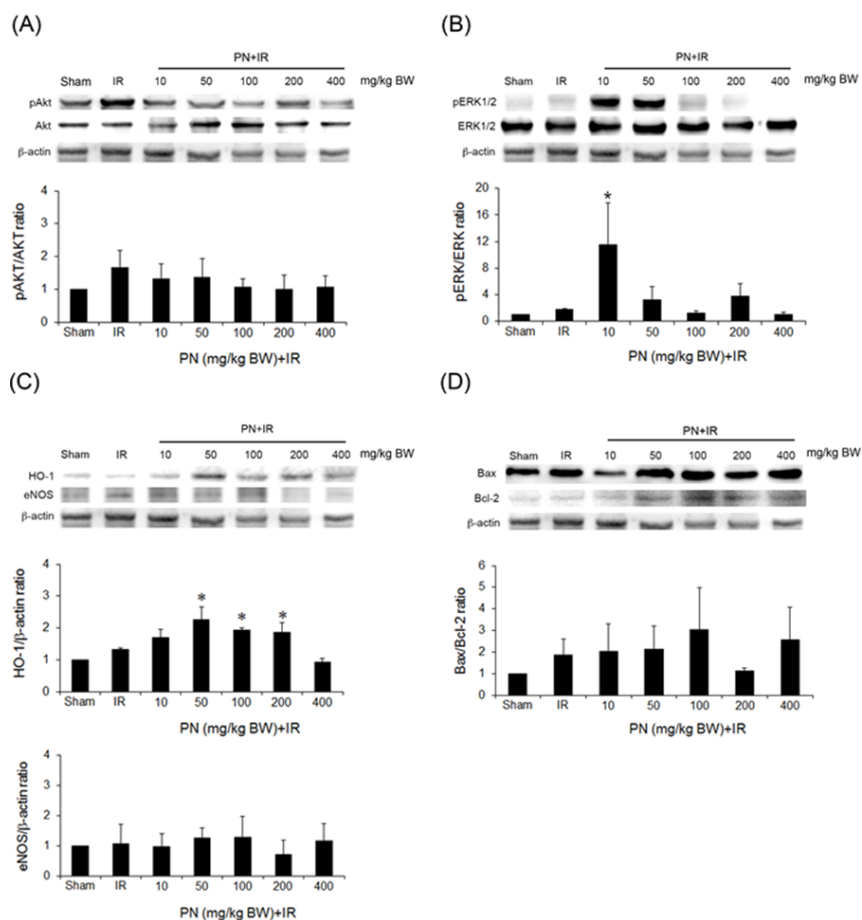 (A)
PN+IR
Sham IR 10 50 100 200 400 mg/kg BW
pAkt
Akt
β-actin
pAKT/AKT ratio
4
3
2
1
0
Sham IR 10 50 100 200 400
PN (mg/kg BW)+IR
(B)
PN+IR
Sham IR 10 50 100 200 400 mg/kg BW
pERK1/2
ERK1/2
β-actin
pERK/ERK ratio
20
16
12
8
4
0
*
Sham IR 10 50 100 200 400
PN (mg/kg BW)+IR
(C)
PN+IR
Sham IR 10 50 100 200 400 mg/kg BW
HO-1
eNOS
β-actin
HO-1/β-actin ratio
4
3
2
1
0
* * *
Sham IR 10 50 100 200 400
PN (mg/kg BW)+IR
eNOS/β-actin ratio
4
3
2
1
0
Sham IR 10 50 100 200 400
PN (mg/kg BW)+IR
(D)
PN+IR
Sham IR 10 50 100 200 400 mg/kg BW
Bax
Bcl-2
β-actin
Bax/Bcl-2 ratio
6
5
4
3
2
1
0
Sham IR 10 50 100 200 400
PN (mg/kg BW)+IR